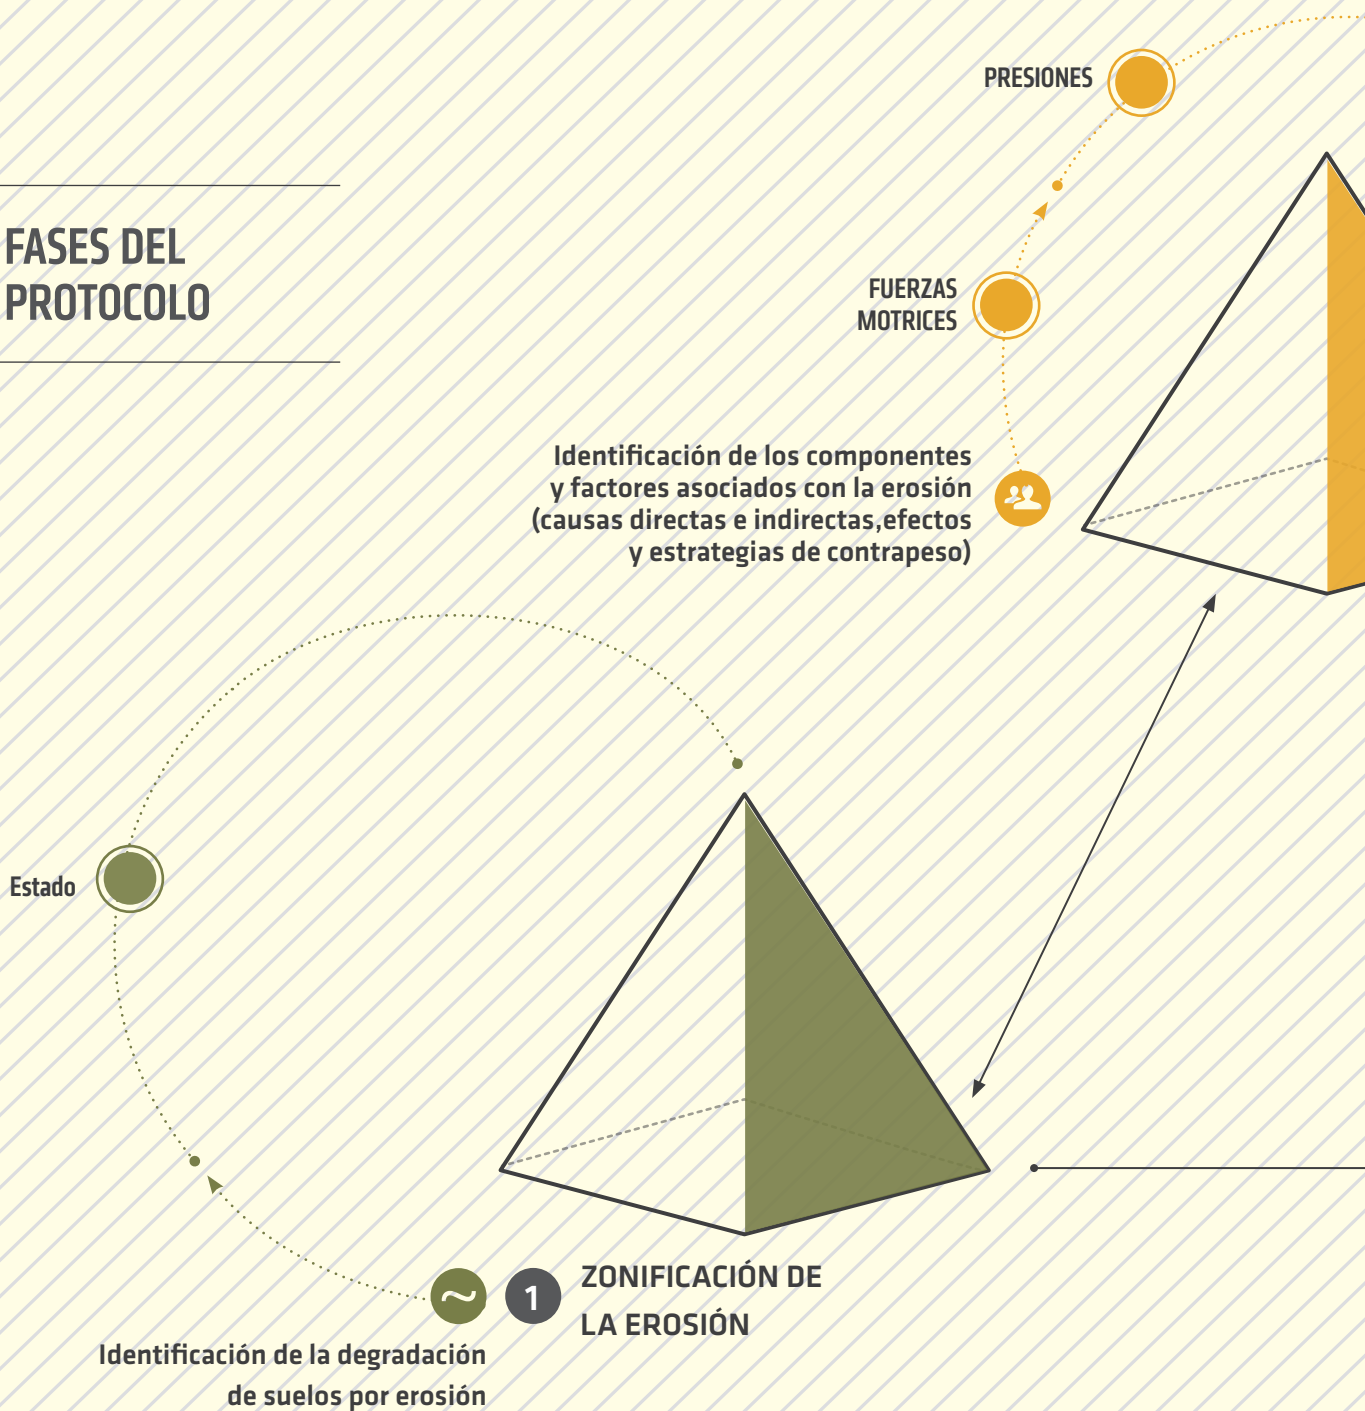 PRESIONES
FASES DEL
PROTOCOLO
FUERZAS
MOTRICES
Identificación de los componentes
y factores asociados con la erosión
(causas directas e indirectas,efectos
y estrategias de contrapeso)
Estado
1
ZONIFICACIÓN DE
LA EROSIÓN
Identificación de la degradación
de suelos por erosión